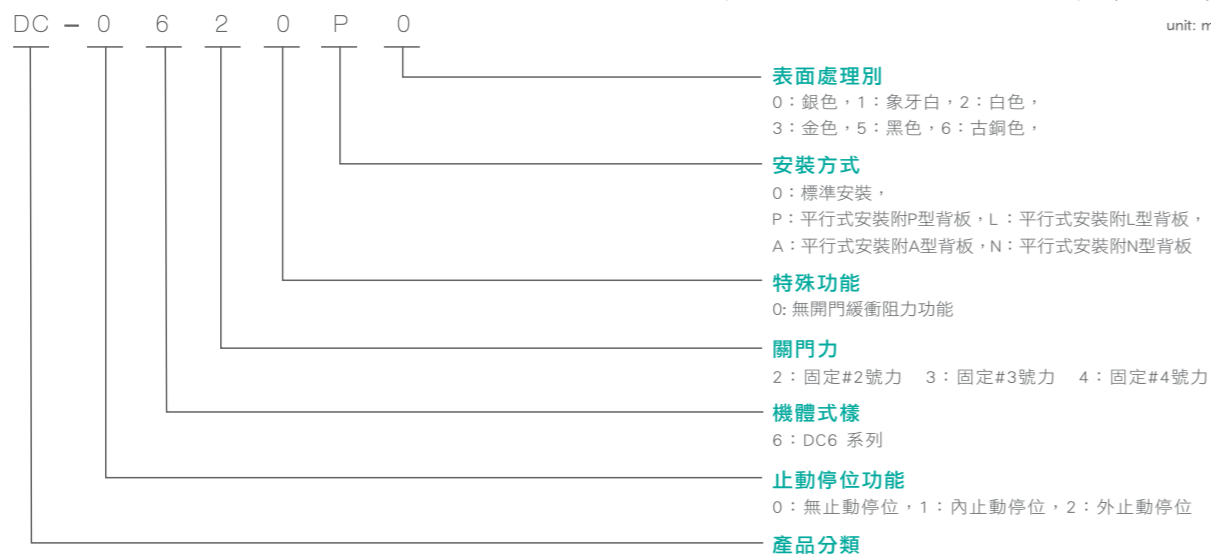 DC－0 6 2 0 P 0
unit: m
表面處理別
0：銀色，1：象牙白，2：白色，
3：金色，5：黑色，6：古銅色，
安裝方式
0：標準安裝，
P：平行式安裝附P型背板，L：平行式安裝附L型背板，
A：平行式安裝附A型背板，N：平行式安裝附N型背板
特殊功能
0: 無開門緩衝阻力功能
關門力
2：固定#2號力 3：固定#3號力 4：固定#4號力
機體式樣
6：DC6 系列
止動停位功能
0：無止動停位，1：內止動停位，2：外止動停位
產品分類